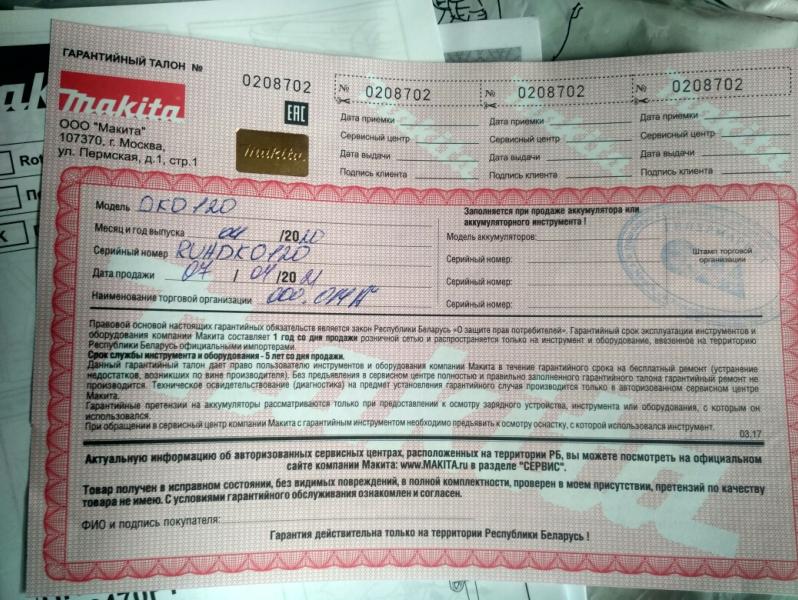 ГАРАНТИЙНЫЙ ТАЛОН №
0208702
№ 0208702
№ 0208702
№ 0208702
makita
EAC
makita
ООО "Макита"
107370, г. Москва,
ул. Пермская, д.1, стр.1
Дата приемки
Сервисный центр
Дата выдачи
Подпись клиента
Дата приемки
Сервисный центр
Дата выдачи
Подпись клиента
Дата приемки
Сервисный центр
Дата выдачи
Подпись клиента
Rot
Модель DKO120
Месяц и год выпуска 04 /2020
Серийный номер RUHDKO120
Дата продажи 07 / 04 /2021
Наименование торговой организации ООО.
Заполняется при продаже аккумулятора или
аккумуляторного инструмента !
Модель аккумуляторов:
Серийный номер:
Серийный номер:
Серийный номер:
Штамп торговой
организации
Правовой основой настоящих гарантийных обязательств является закон Республики Беларусь «О защите прав потребителей». Гарантийный срок эксплуатации инструментов и
оборудования компании Макита составляет 1 год со дня продажи розничной сетью и распространяется только на инструмент и оборудование, ввезенное на территорию
Республики Беларусь официальными импортерами.
Срок службы инструмента и оборудования - 5 лет со дня продажи.
Данный гарантийный талон дает право пользователю инструментов и оборудования компании Макита в течение гарантийного срока на бесплатный ремонт (устранение
недостатков, возникших по вине производителя). Без предъявления в сервисном центре полностью и правильно заполненного гарантийного талона гарантийный ремонт не
производится. Техническое освидетельствование (диагностика) на предмет установления гарантийного случая производится только в авторизованном сервисном центре
Макита.
Гарантийные претензии на аккумуляторы рассматриваются только при предоставлении к осмотру зарядного устройства, инструмента или оборудования, с которым он
использовался.
При обращении в сервисный центр компании Макита с гарантийным инструментом необходимо предъявить к осмотру оснастку, с которой использовался инструмент.
03.17
Актуальную информацию об авторизованных сервисных центрах, расположенных на территории РБ, вы можете посмотреть на официальном
сайте компании Макита: www.MAKITA.ru в разделе "СЕРВИС".
Товар получен в исправном состоянии, без видимых повреждений, в полной комплектности, проверен в моем присутствии, претензий по качеству
товара не имею. С условиями гарантийного обслуживания ознакомлен и согласен.
ФИО и подпись покупателя:
Гарантия действительна только на территории Республики Беларусь !